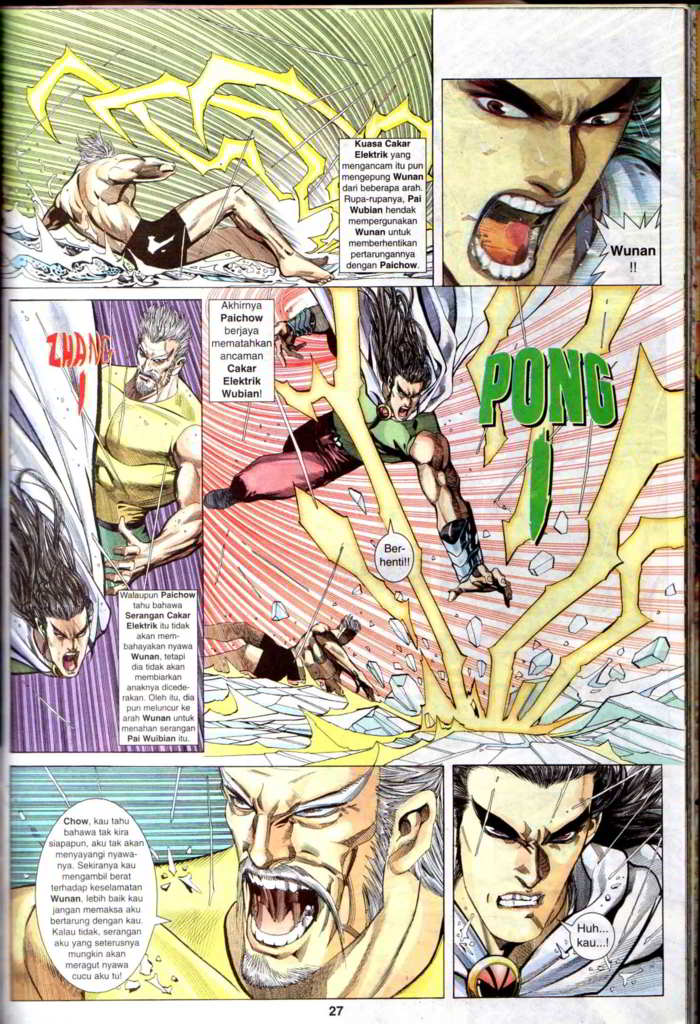 Kuasa Cakar
Elektrik yang
mengancam itu pun
mengepung Wunan
dari beberapa arah.
Rupa-rupanya, Pai
Wubian hendak
mempergunakan
Wunan untuk
memberhentikan
pertarungannya
dengan Paichow.
Wunan
!!
ZHANG
!
Walaupun Paichow
tahu bahawa
Serangan Cakar
Elektrik itu tidak
akan mem-
bahayakan nyawa
Wunan, tetapi
dia tidak akan
membiarkan
anaknya dicede-
rakan. Oleh itu, dia
pun meluncur ke
arah Wunan untuk
menahan serangan
Pai Wuibian itu.
Akhirnya
Paichow
berjaya
mematahkan
ancaman
Cakar
Elektrik
Wubian!
PONG
!
Ber-
henti!!
Chow, kau tahu
bahawa tak kira
siapapun, aku tak akan
menyayangi nyawa-
nya. Sekiranya kau
mengambil berat
terhadap keselamatan
Wunan, lebih baik kau
jangan memaksa aku
bertarung dengan kau.
Kalau tidak, serangan
aku yang seterusnya
mungkin akan
meragut nyawa
cucu aku tu!
Huh...
kau...!
27